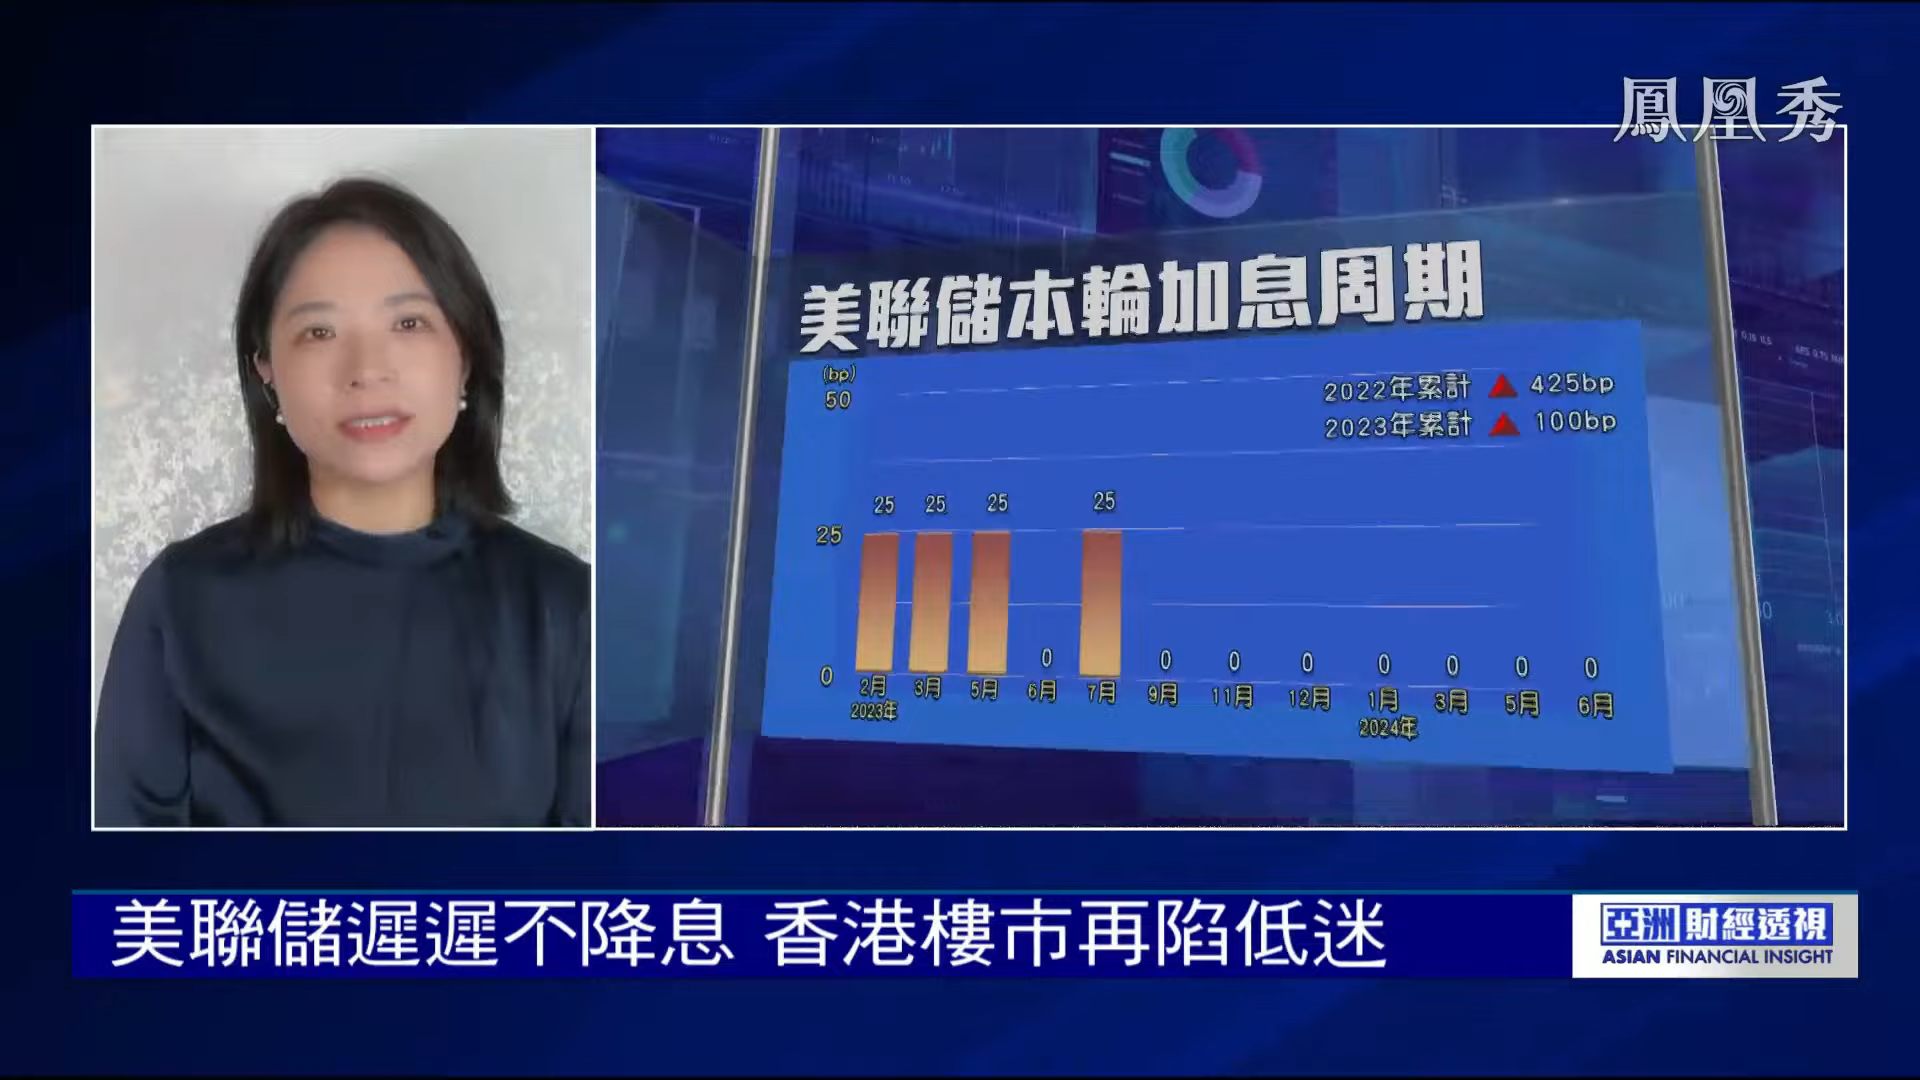 鳳凰秀
美聯儲本輪加息周期
(bp)
50
2022年累計 ▲ 425bp
2023年累計 ▲ 100bp
25 25 25 25
25
0 0 0 0 0 0 0 0
0
2月 3月 5月 6月 7月 9月 11月 12月 1月 3月 5月 6月
2023年 2024年
美聯儲遲遲不降息 香港樓市再陷低迷
亞洲財經透視
ASIAN FINANCIAL INSIGHT